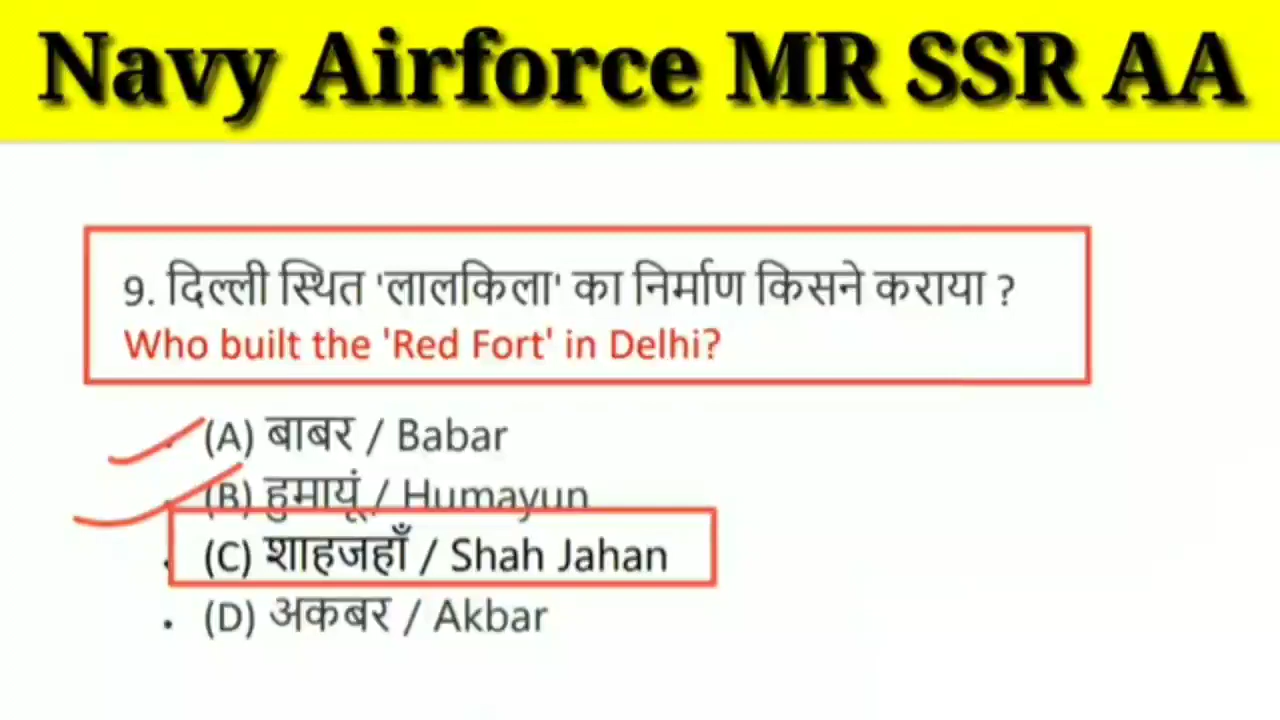 Navy Airforce MR SSR AA
9. दिल्ली स्थित 'लालकिला' का निर्माण किसने कराया ?
Who built the 'Red Fort' in Delhi?
(A) बाबर / Babar
(B) हुमायूं / Humayun
(C) शाहजहाँ / Shah Jahan
(D) अकबर / Akbar